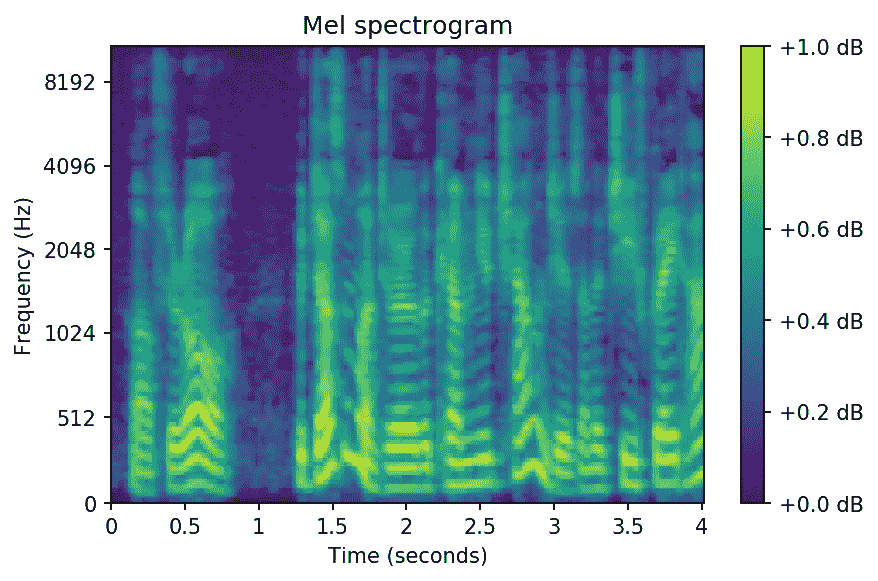 Mel spectrogram
8192
4096
2048
1024
512
0
Frequency (Hz)
0
0.5
1
1.5
2
2.5
3
3.5
4
Time (seconds)
+1.0 dB
+0.8 dB
+0.6 dB
+0.4 dB
+0.2 dB
+0.0 dB